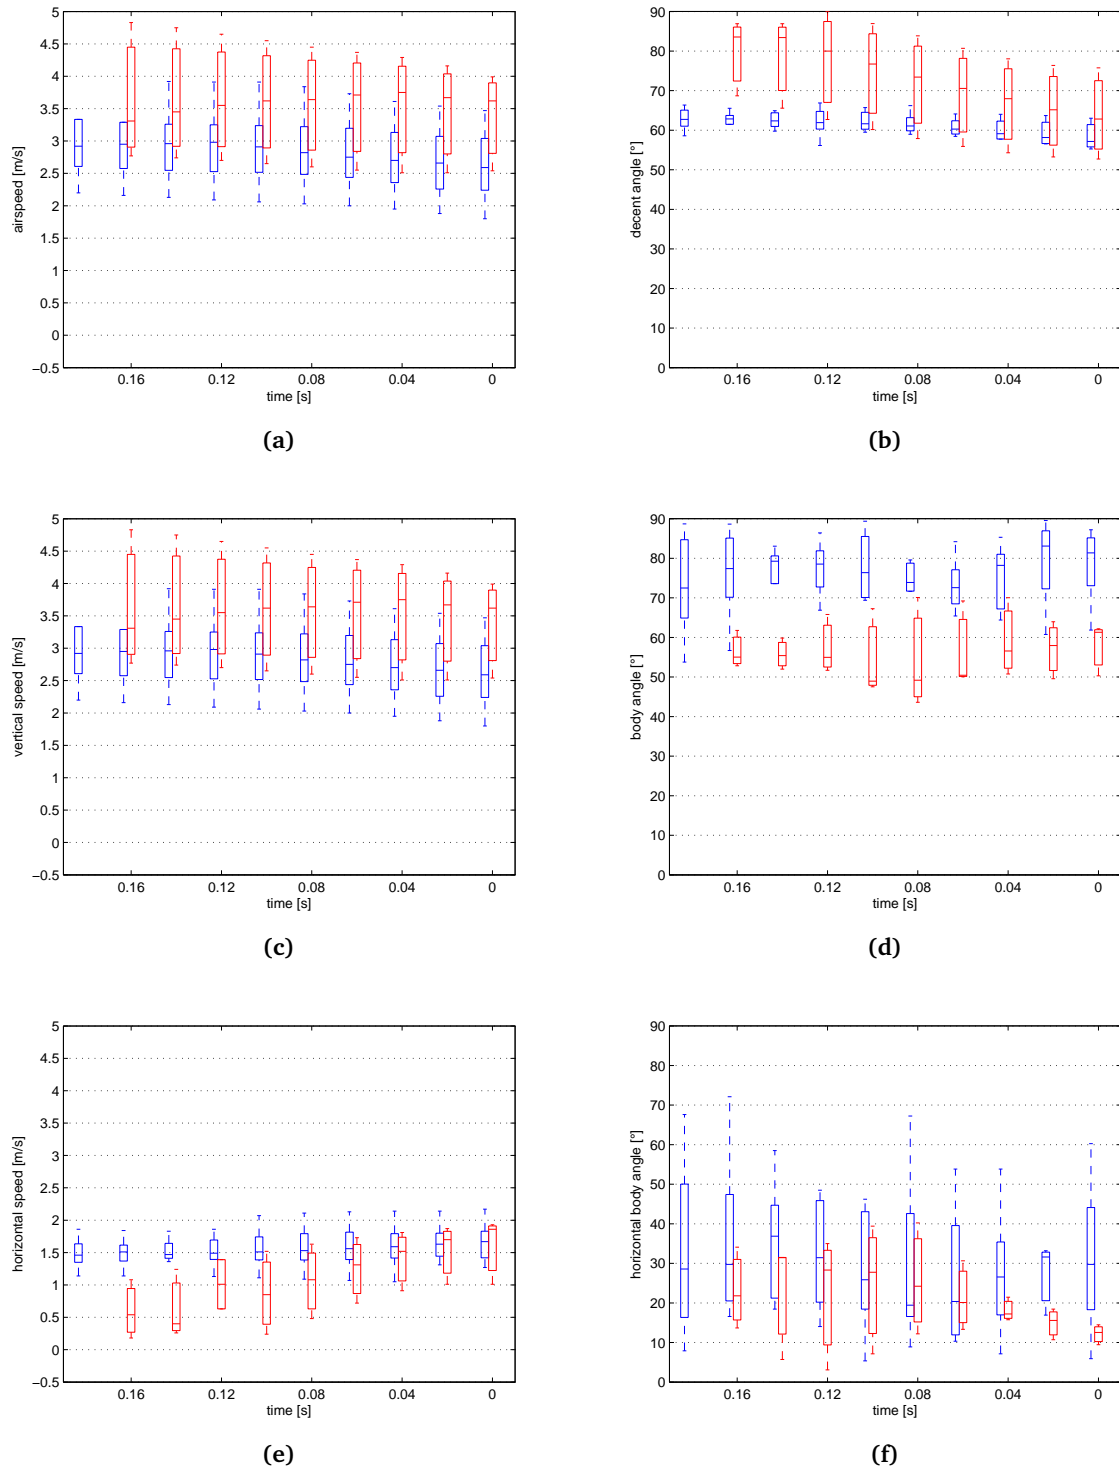 5
4.5
4
3.5
3
2.5
2
1.5
1
0.5
0
−0.5
airspeed [m/s]
0.16 0.12 0.08 0.04 0
time [s]
(a)
90
80
70
60
50
40
30
20
10
0
decent angle [°]
0.16 0.12 0.08 0.04 0
time [s]
(b)
5
4.5
4
3.5
3
2.5
2
1.5
1
0.5
0
−0.5
vertical speed [m/s]
0.16 0.12 0.08 0.04 0
time [s]
(c)
90
80
70
60
50
40
30
20
10
0
body angle [°]
0.16 0.12 0.08 0.04 0
time [s]
(d)
5
4.5
4
3.5
3
2.5
2
1.5
1
0.5
0
−0.5
horizontal speed [m/s]
0.16 0.12 0.08 0.04 0
time [s]
(e)
90
80
70
60
50
40
30
20
10
0
horizontal body angle [°]
0.16 0.12 0.08 0.04 0
time [s]
(f)